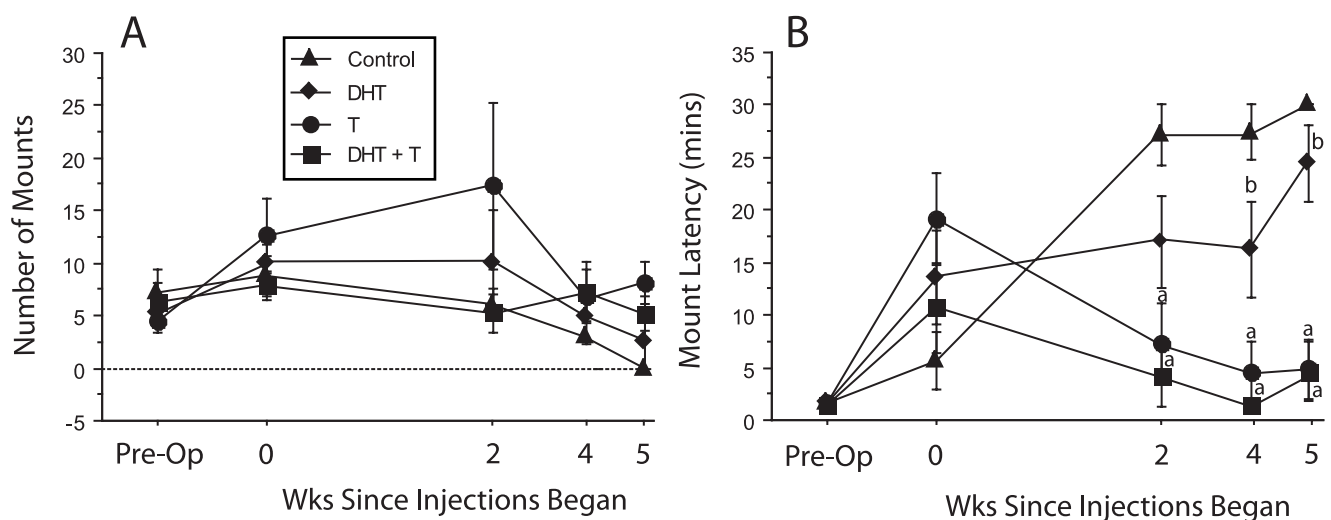 A
Number of Mounts
30
25
20
15
10
5
0
-5
Control
DHT
T
DHT + T
Pre-Op 0 2 4 5
Wks Since Injections Began
B
Mount Latency (mins)
35
30
25
20
15
10
5
0
b
b
a
a
a
a
a
a
Pre-Op 0 2 4 5
Wks Since Injections Began